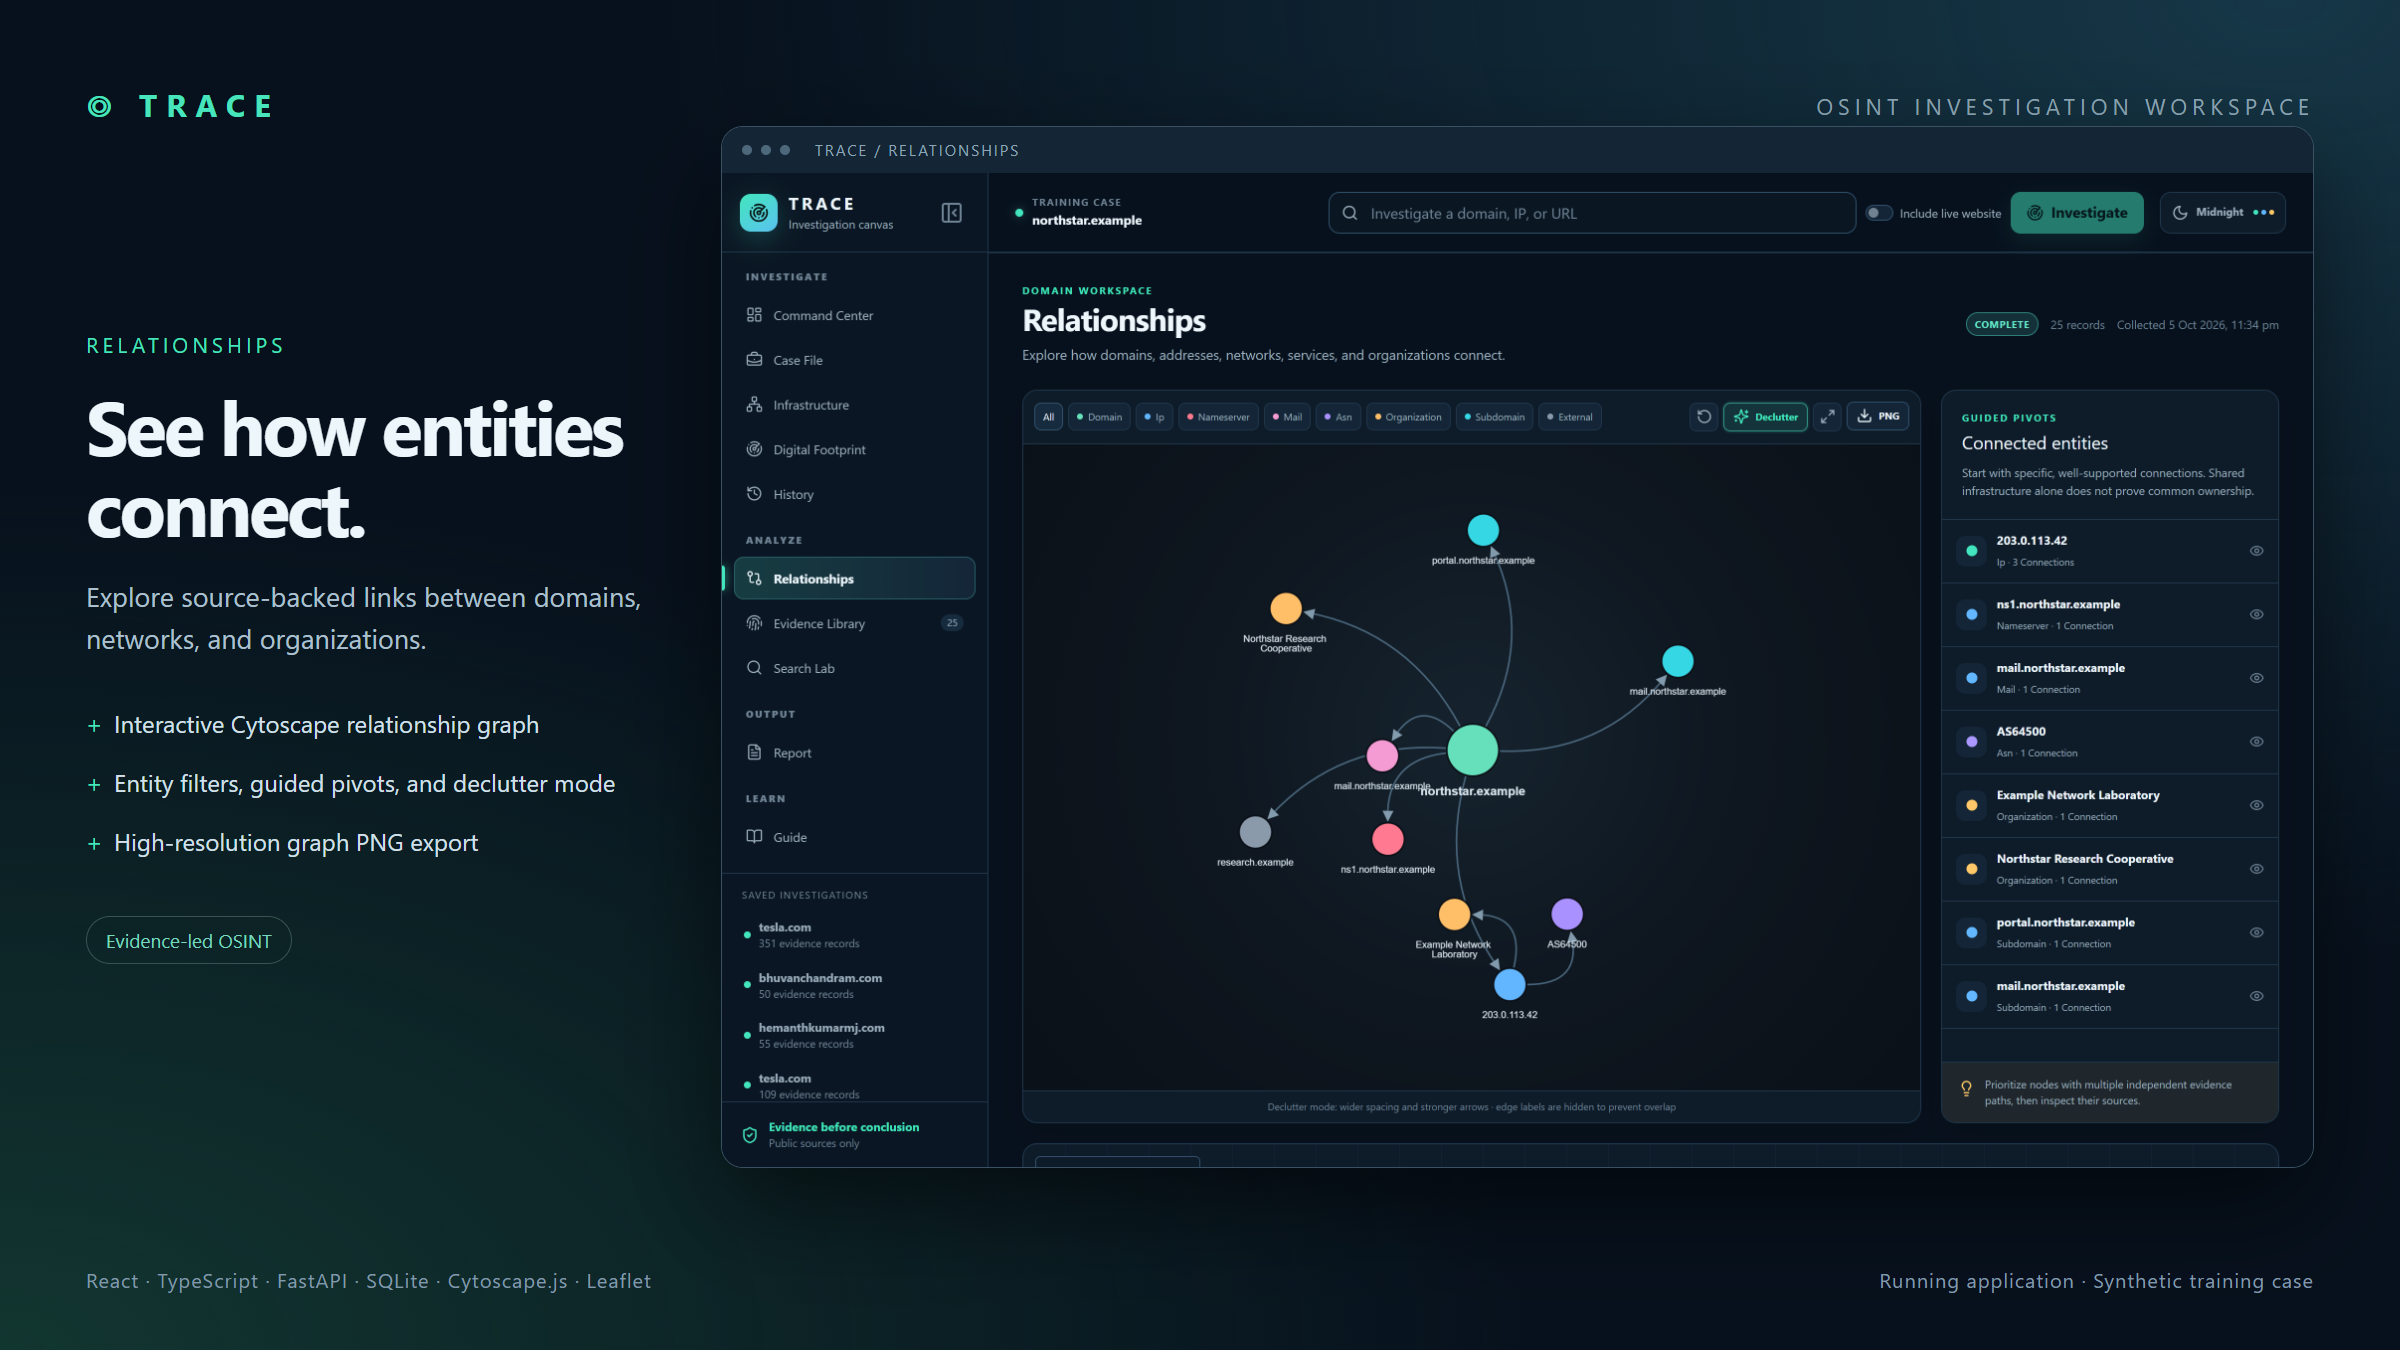 TRACE
OSINT INVESTIGATION WORKSPACE
RELATIONSHIPS
See how entities
connect.
Explore source-backed links between domains,
networks, and organizations.
+ Interactive Cytoscape relationship graph
+ Entity filters, guided pivots, and declutter mode
+ High-resolution graph PNG export
Evidence-led OSINT
TRACE / RELATIONSHIPS
TRACE
Investigation canvas
INVESTIGATE
Command Center
Case File
Infrastructure
Digital Footprint
History
ANALYZE
Relationships
Evidence Library 25
Search Lab
OUTPUT
Report
LEARN
Guide
SAVED INVESTIGATIONS
tesla.com
351 evidence records
bhuvanchandram.com
50 evidence records
hemanthkumarmj.com
55 evidence records
tesla.com
109 evidence records
Evidence before conclusion
Public sources only
TRAINING CASE
northstar.example
Investigate a domain, IP, or URL
Include live website
Investigate
Midnight
DOMAIN WORKSPACE
Relationships
Explore how domains, addresses, networks, services, and organizations connect.
COMPLETE 25 records Collected 5 Oct 2026, 11:34 pm
All Domain Ip Nameserver Mail Asn Organization Subdomain External
Declutter
PNG
portal.northstar.example
Northstar Research
Cooperative
mail.northstar.example
mail.northstar.example
northstar.example
research.example
ns1.northstar.example
Example Network
Laboratory
AS64500
203.0.113.42
Declutter mode: wider spacing and stronger arrows · edge labels are hidden to prevent overlap
GUIDED PIVOTS
Connected entities
Start with specific, well-supported connections. Shared
infrastructure alone does not prove common ownership.
203.0.113.42
Ip · 3 Connections
ns1.northstar.example
Nameserver · 1 Connection
mail.northstar.example
Mail · 1 Connection
AS64500
Asn · 1 Connection
Example Network Laboratory
Organization · 1 Connection
Northstar Research Cooperative
Organization · 1 Connection
portal.northstar.example
Subdomain · 1 Connection
mail.northstar.example
Subdomain · 1 Connection
Prioritize nodes with multiple independent evidence
paths, then inspect their sources.
React · TypeScript · FastAPI · SQLite · Cytoscape.js · Leaflet
Running application · Synthetic training case